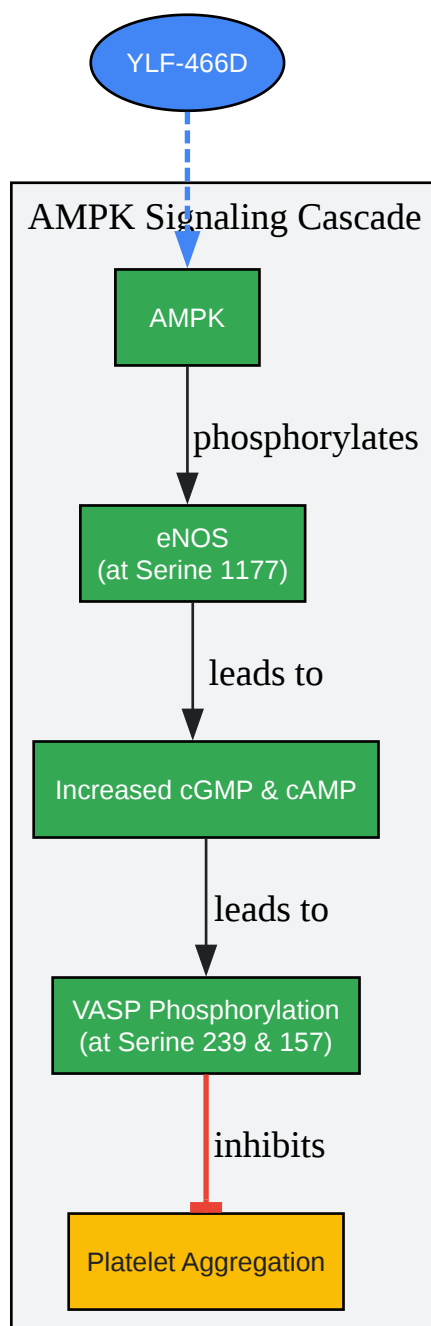 YLF-466D
AMPK Signaling Cascade
AMPK
phosphorylates
eNOS
(at Serine 1177)
leads to
Increased cGMP & cAMP
leads to
VASP Phosphorylation
(at Serine 239 & 157)
inhibits
Platelet Aggregation